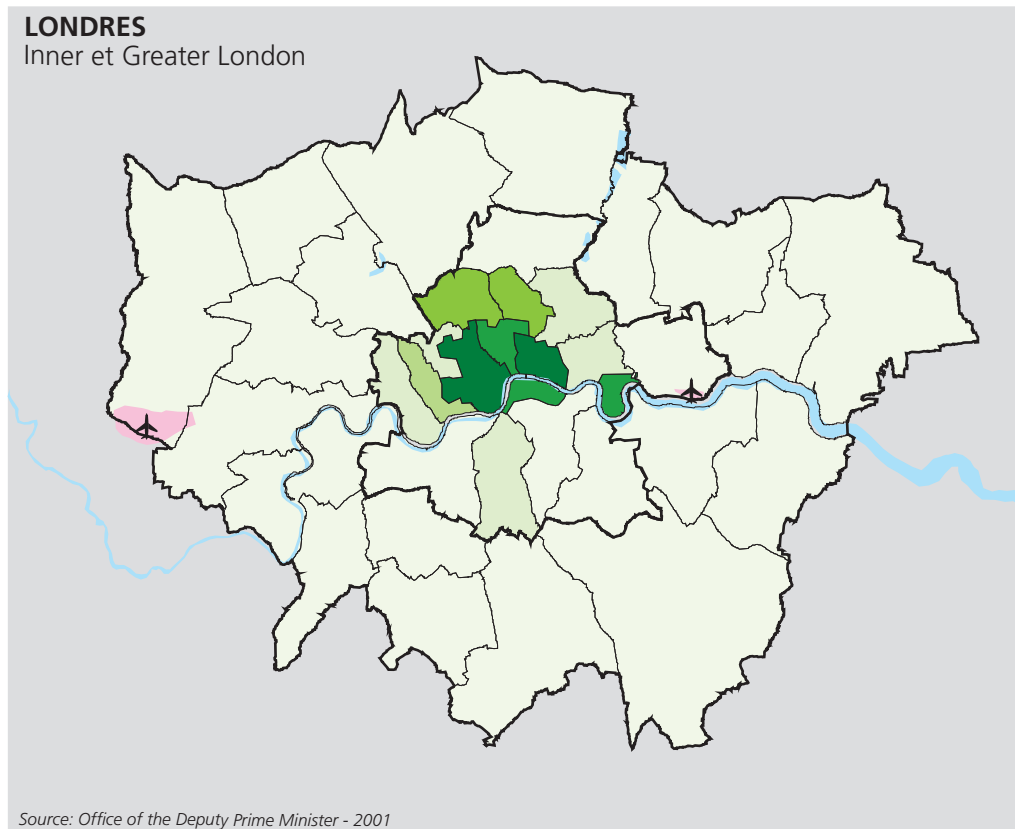 LONDRES
Inner et Greater London
Source: Office of the Deputy Prime Minister - 2001